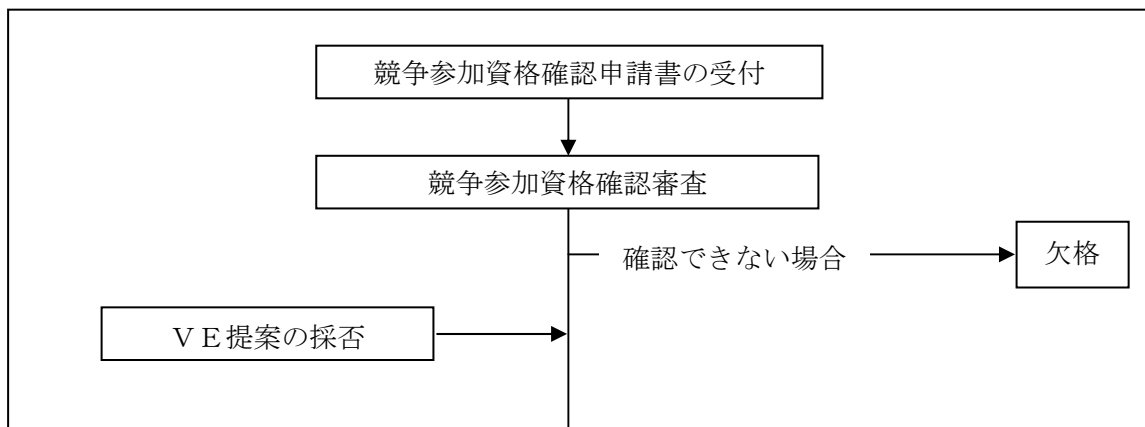 競争参加資格確認申請書の受付
競争参加資格確認審査
確認できない場合
欠格
ＶＥ提案の採否